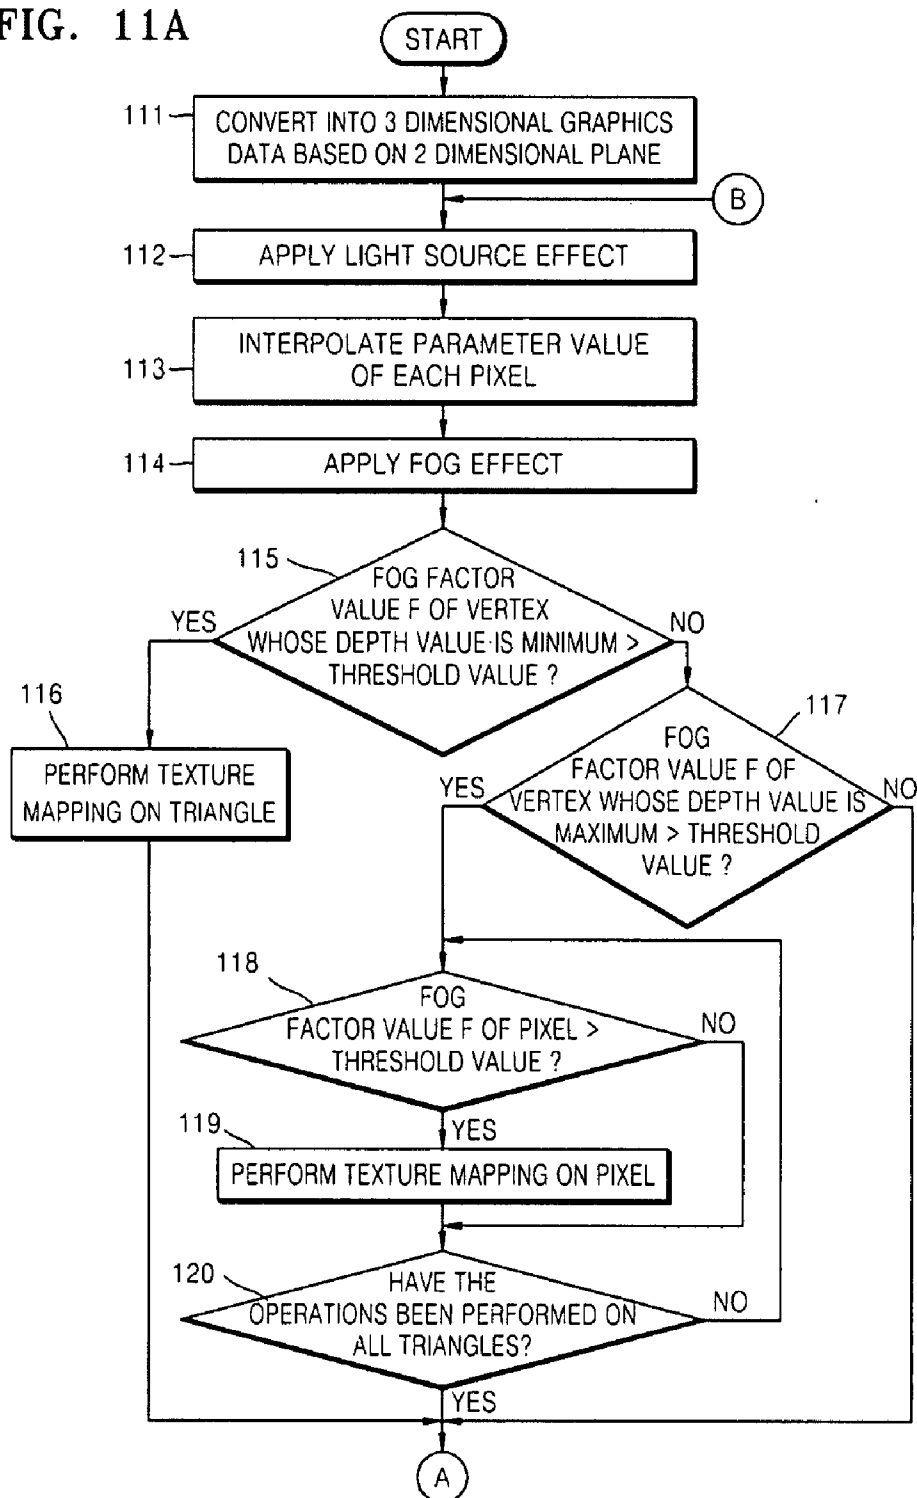 FIG. 11A
START
111
CONVERT INTO 3 DIMENSIONAL GRAPHICS
DATA BASED ON 2 DIMENSIONAL PLANE
B
112
APPLY LIGHT SOURCE EFFECT
113
INTERPOLATE PARAMETER VALUE
OF EACH PIXEL
114
APPLY FOG EFFECT
115
FOG FACTOR
VALUE F OF VERTEX
WHOSE DEPTH VALUE IS MINIMUM >
THRESHOLD VALUE ?
YES
NO
116
PERFORM TEXTURE
MAPPING ON TRIANGLE
117
FOG
FACTOR VALUE F OF
VERTEX WHOSE DEPTH VALUE IS
MAXIMUM > THRESHOLD
VALUE ?
YES
NO
118
FOG
FACTOR VALUE F OF PIXEL >
THRESHOLD VALUE ?
NO
YES
119
PERFORM TEXTURE MAPPING ON PIXEL
120
HAVE THE
OPERATIONS BEEN PERFORMED ON
ALL TRIANGLES?
NO
YES
A